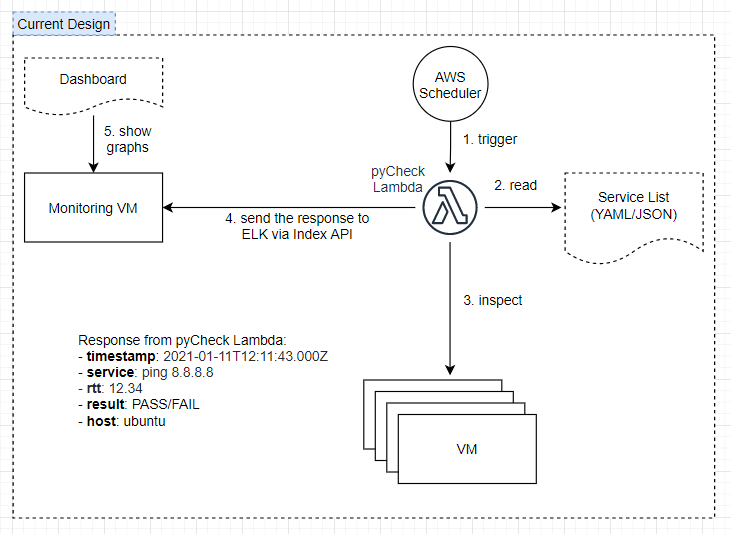 Current Design
Dashboard
AWS
Scheduler
5. show
graphs
1. trigger
pyCheck
Lambda
2. read
Monitoring VM
Service List
(YAML/JSON)
4. send the response to
ELK via Index API
3. inspect
Response from pyCheck Lambda:
- timestamp: 2021-01-11T12:11:43.000Z
- service: ping 8.8.8.8
- rtt: 12.34
- result: PASS/FAIL
- host: ubuntu
VM